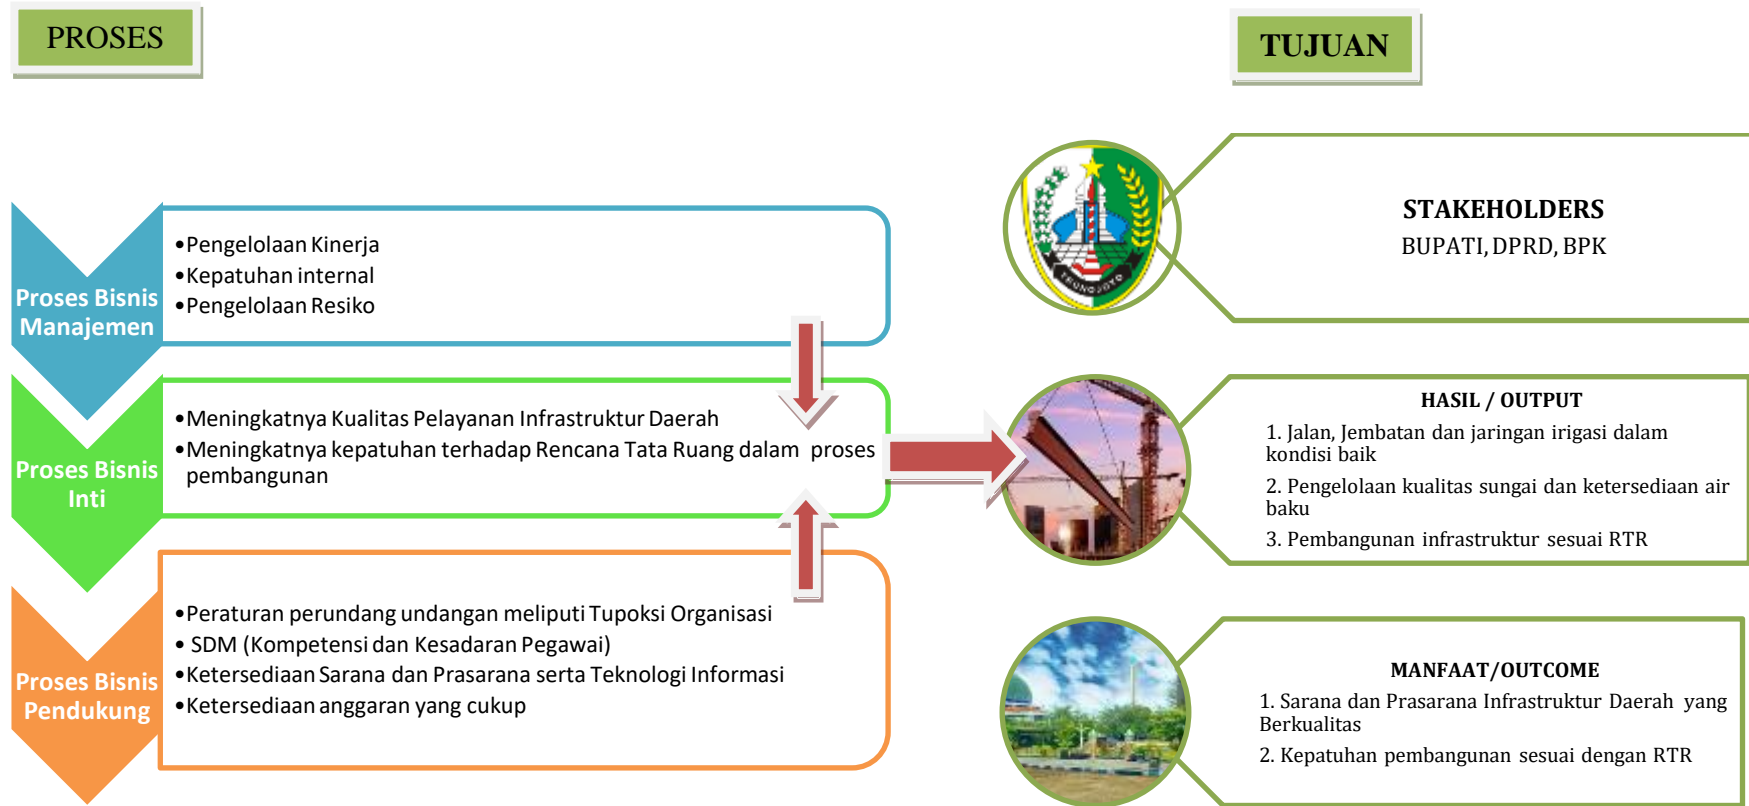 PROSES
TUJUAN
Proses Bisnis
Manajemen
•Pengelolaan Kinerja
•Kepatuhan internal
•Pengelolaan Resiko
Proses Bisnis
Inti
•Meningkatnya Kualitas Pelayanan Infrastruktur Daerah
•Meningkatnya kepatuhan terhadap Rencana Tata Ruang dalam proses
pembangunan
Proses Bisnis
Pendukung
•Peraturan perundang undangan meliputi Tupoksi Organisasi
• SDM (Kompetensi dan Kesadaran Pegawai)
•Ketersediaan Sarana dan Prasarana serta Teknologi Informasi
•Ketersediaan anggaran yang cukup
TRUNOJOYO
STAKEHOLDERS
BUPATI, DPRD, BPK
HASIL / OUTPUT
1. Jalan, Jembatan dan jaringan irigasi dalam
kondisi baik
2. Pengelolaan kualitas sungai dan ketersediaan air
baku
3. Pembangunan infrastruktur sesuai RTR
MANFAAT/OUTCOME
1. Sarana dan Prasarana Infrastruktur Daerah yang
Berkualitas
2. Kepatuhan pembangunan sesuai dengan RTR